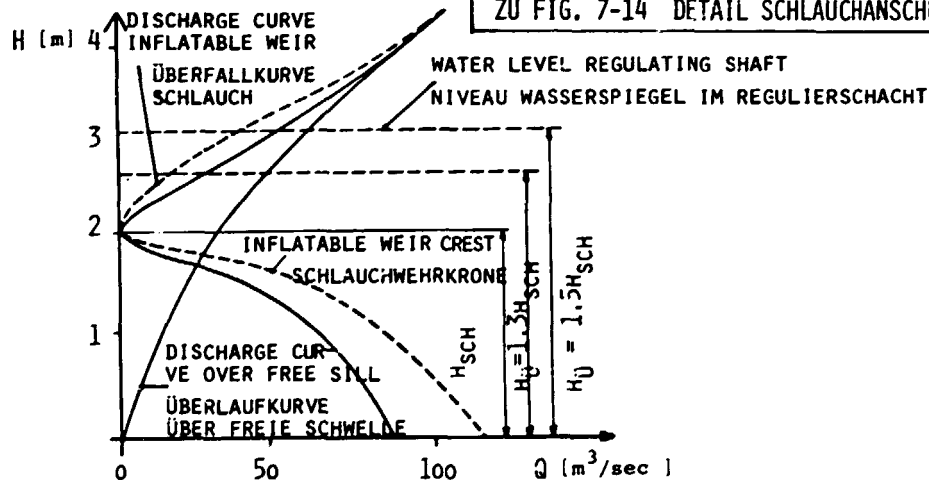 ZU FIG. 7-14 DETAIL SCHLAUCHANSCH
H [m] 4
DISCHARGE CURVE
INFLATABLE WEIR
ÜBERFALLKURVE
SCHLAUCH
WATER LEVEL REGULATING SHAFT
NIVEAU WASSERSPIEGEL IM REGULIERSCHACHT
3
2
INFLATABLE WEIR CREST
SCHLAUCHWEHRKRONE
1
DISCHARGE CUR-
VE OVER FREE SILL
ÜBERLAUFKURVE
ÜBER FREIE SCHWELLE
H_SCH
H_Ü=1.3H_SCH
H_Ü = 1.5H_SCH
0 50 100 Q [m³/sec ]